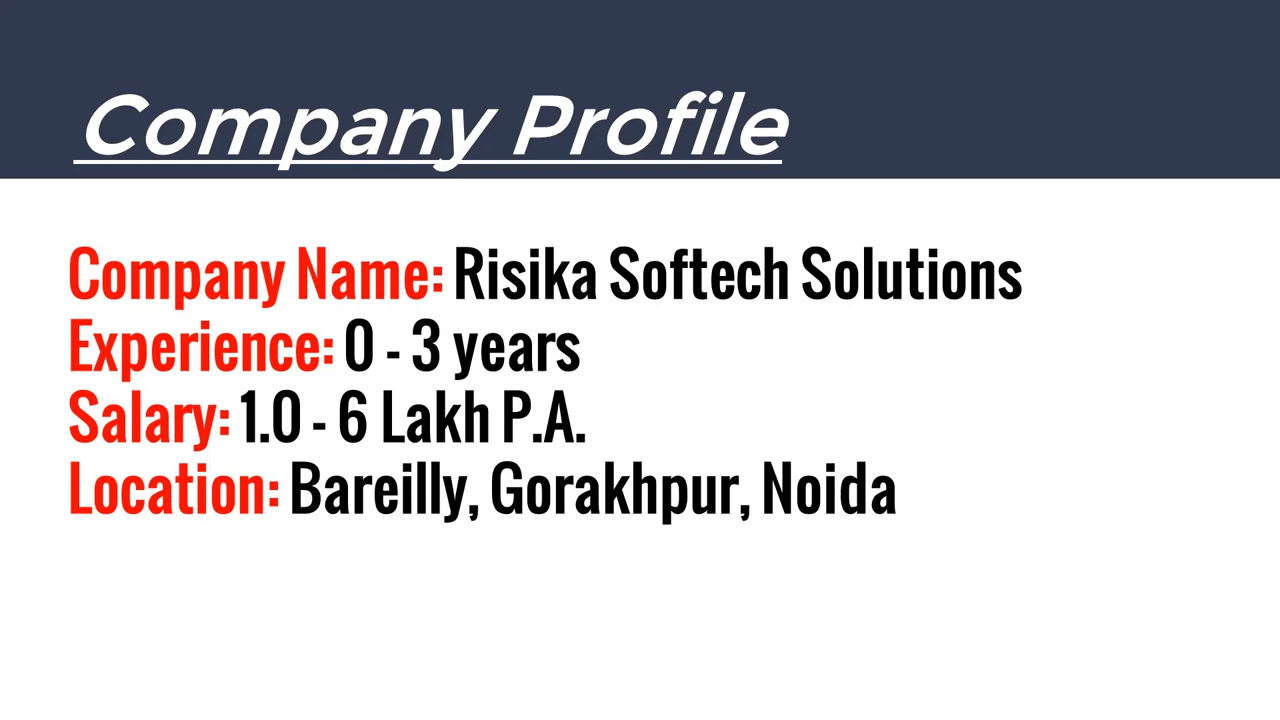 Company Profile
Company Name: Risika Softech Solutions
Experience: 0 - 3 years
Salary: 1.0 - 6 Lakh P.A.
Location: Bareilly, Gorakhpur, Noida